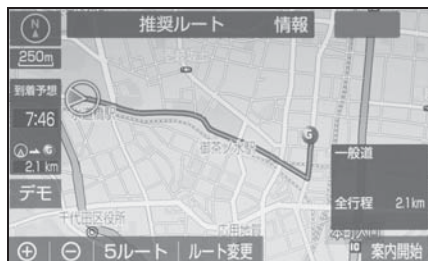 N
推奨ルート 情報
250m
到着予想
7:46
2.1 km
デモ
G
御茶ノ水駅
一般道
全行程 2.1km
千代田区役所
5ルート ルート変更
案内開始